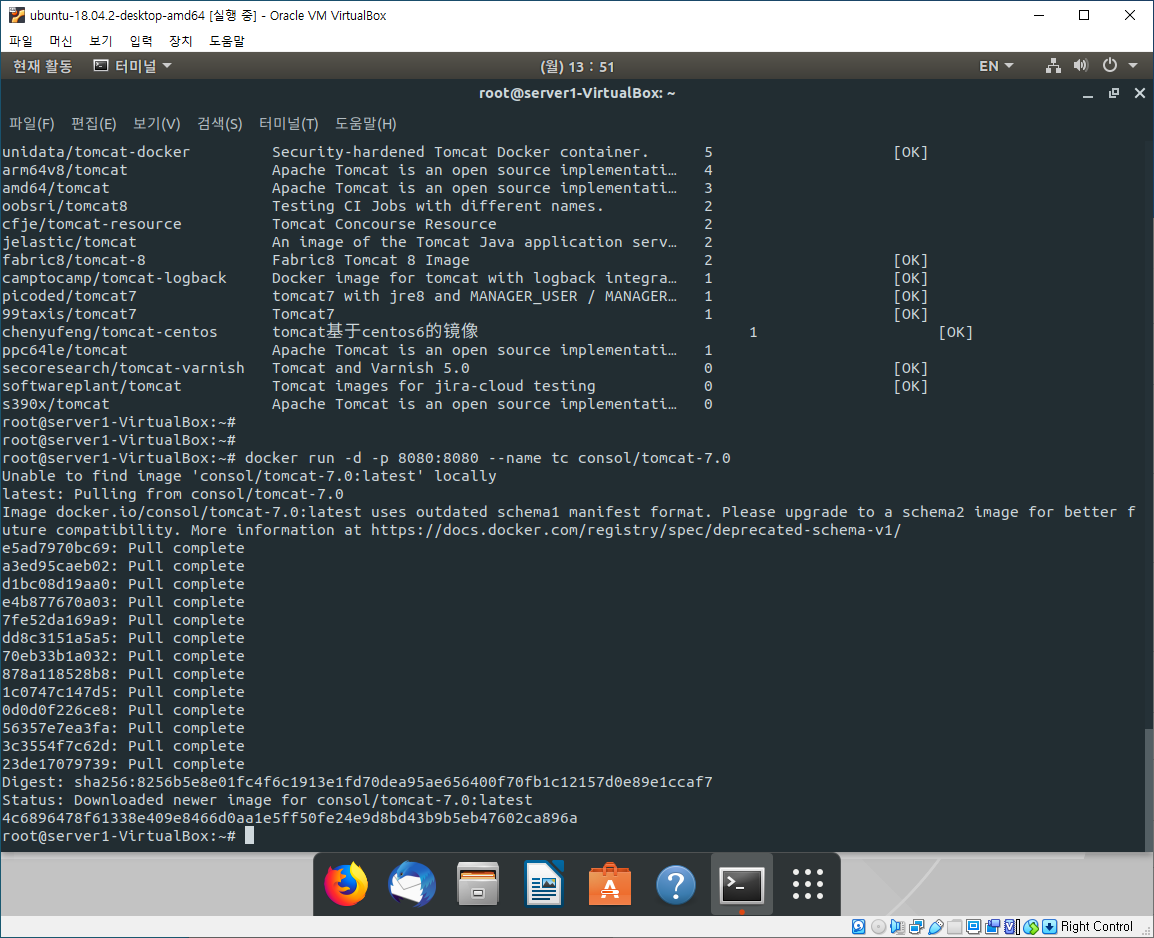 ubuntu-18.04.2-desktop-amd64 [실행 중] - Oracle VM VirtualBox
파일 머신 보기 입력 장치 도움말
현재 활동 터미널 (월) 13 : 51 EN
root@server1-VirtualBox: ~
파일(F) 편집(E) 보기(V) 검색(S) 터미널(T) 도움말(H)
unidata/tomcat-docker Security-hardened Tomcat Docker container. 5 [OK]
arm64v8/tomcat Apache Tomcat is an open source implementati… 4
amd64/tomcat Apache Tomcat is an open source implementati… 3
oobsri/tomcat8 Testing CI Jobs with different names. 2
cfje/tomcat-resource Tomcat Concourse Resource 2
jelastic/tomcat An image of the Tomcat Java application serv… 2
fabric8/tomcat-8 Fabric8 Tomcat 8 Image 2 [OK]
camptocamp/tomcat-logback Docker image for tomcat with logback integra… 1 [OK]
picoded/tomcat7 tomcat7 with jre8 and MANAGER_USER / MANAGER… 1 [OK]
99taxis/tomcat7 Tomcat7 1 [OK]
chenyufeng/tomcat-centos tomcat基于centos6的镜像 1 [OK]
ppc64le/tomcat Apache Tomcat is an open source implementati… 1
secoresearch/tomcat-varnish Tomcat and Varnish 5.0 0 [OK]
softwareplant/tomcat Tomcat images for jira-cloud testing 0 [OK]
s390x/tomcat Apache Tomcat is an open source implementati… 0
root@server1-VirtualBox:~#
root@server1-VirtualBox:~#
root@server1-VirtualBox:~# docker run -d -p 8080:8080 --name tc consol/tomcat-7.0
Unable to find image 'consol/tomcat-7.0:latest' locally
latest: Pulling from consol/tomcat-7.0
Image docker.io/consol/tomcat-7.0:latest uses outdated schema1 manifest format. Please upgrade to a schema2 image for better f
uture compatibility. More information at https://docs.docker.com/registry/spec/deprecated-schema-v1/
e5ad7970bc69: Pull complete
a3ed95caeb02: Pull complete
d1bc08d19aa0: Pull complete
e4b877670a03: Pull complete
7fe52da169a9: Pull complete
dd8c3151a5a5: Pull complete
70eb33b1a032: Pull complete
878a118528b8: Pull complete
1c0747c147d5: Pull complete
0d0d0f226ce8: Pull complete
56357e7ea3fa: Pull complete
3c3554f7c62d: Pull complete
23de17079739: Pull complete
Digest: sha256:8256b5e8e01fc4f6c1913e1fd70dea95ae656400f70fb1c12157d0e89e1ccaf7
Status: Downloaded newer image for consol/tomcat-7.0:latest
4c6896478f61338e409e8466d0aa1e5ff50fe24e9d8bd43b9b5eb47602ca896a
root@server1-VirtualBox:~#
Right Control